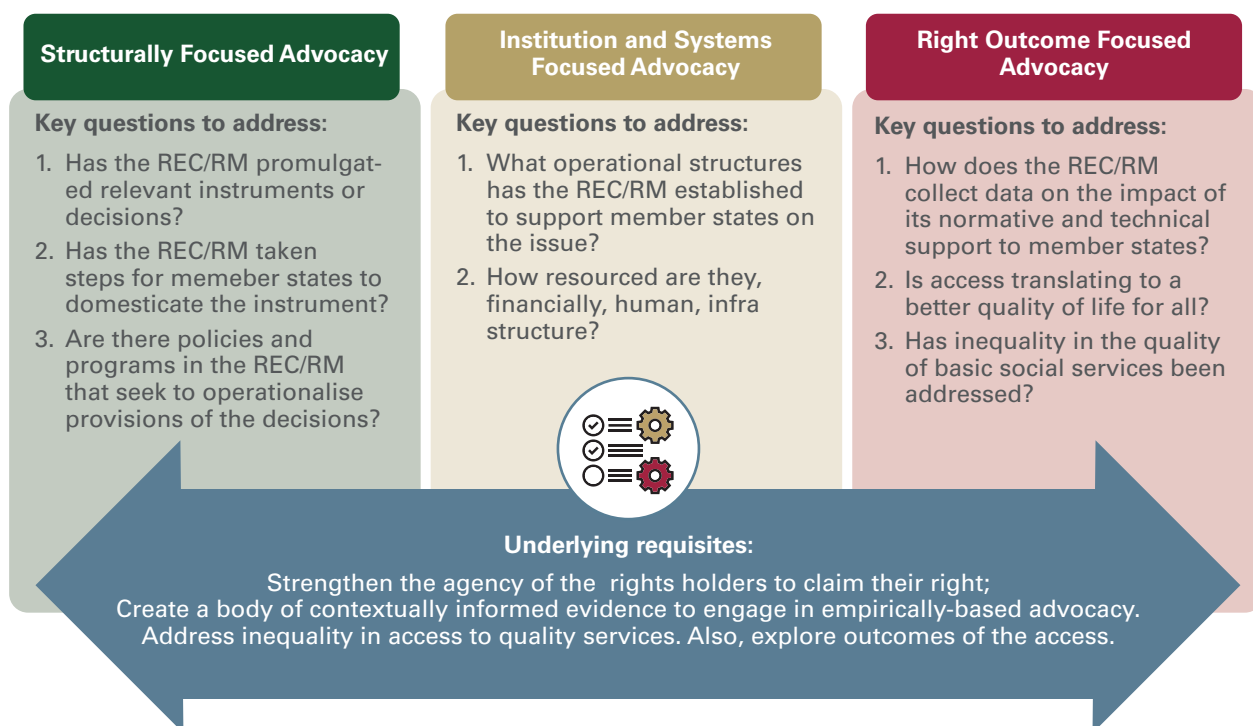 Structurally Focused Advocacy
Key questions to address:
1. Has the REC/RM promulgat-
ed relevant instruments or
decisions?
2. Has the REC/RM taken
steps for memeber states to
domesticate the instrument?
3. Are there policies and
programs in the REC/RM
that seek to operationalise
provisions of the decisions?
Institution and Systems
Focused Advocacy
Key questions to address:
1. What operational structures
has the REC/RM established
to support member states on
the issue?
2. How resourced are they,
financially, human, infra
structure?
Right Outcome Focused
Advocacy
Key questions to address:
1. How does the REC/RM
collect data on the impact of
its normative and technical
support to member states?
2. Is access translating to a
better quality of life for all?
3. Has inequality in the quality
of basic social services been
addressed?
Underlying requisites:
Strengthen the agency of the rights holders to claim their right;
Create a body of contextually informed evidence to engage in empirically-based advocacy.
Address inequality in access to quality services. Also, explore outcomes of the access.